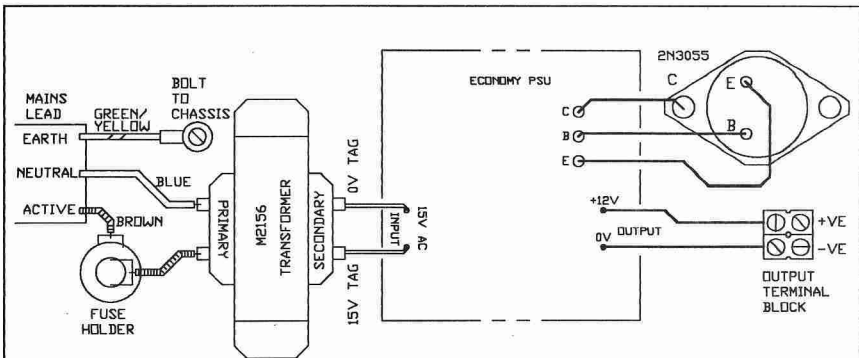 2N3055
ECONOMY PSU
C
E
B
C
B
E
MAINS
LEAD
GREEN/
YELLOW
BOLT
TO
CHASSIS
EARTH
NEUTRAL
BLUE
ACTIVE
BROWN
FUSE
HOLDER
PRIMARY
M2156
TRANSFORMER
SECONDARY
0V TAG
15V TAG
15V AC
INPUT
+12V
0V
OUTPUT
+VE
-VE
OUTPUT
TERMINAL
BLOCK